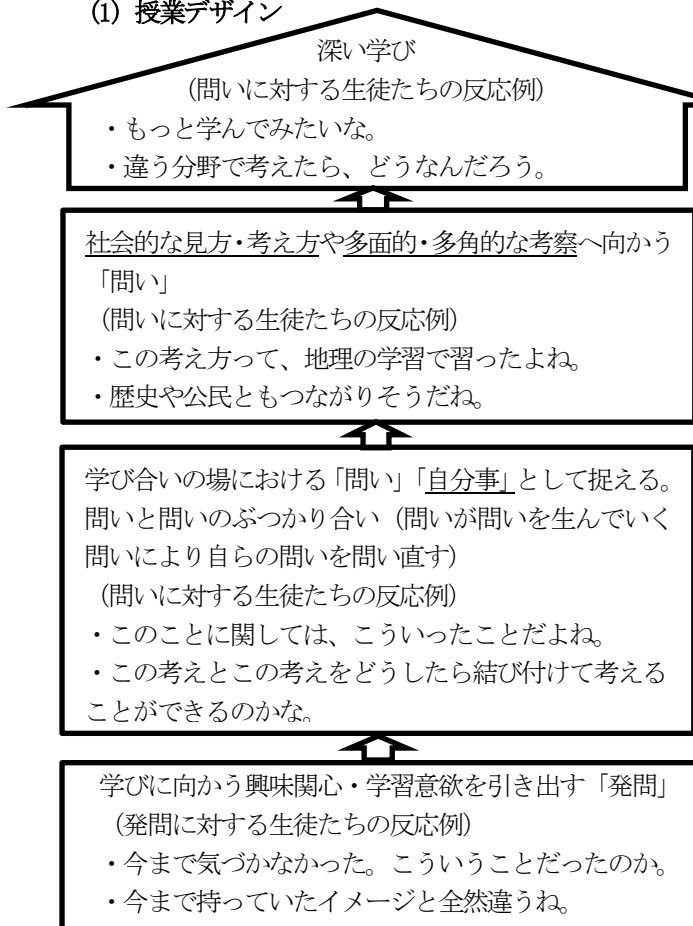 (1) 授業デザイン
深い学び
(問いに対する生徒たちの反応例)
・もっと学んでみたいな。
・違う分野で考えたら、どうなんだろう。
社会的な見方・考え方や多面的・多角的な考察へ向かう
「問い」
(問いに対する生徒たちの反応例)
・この考え方って、地理の学習で習ったよね。
・歴史や公民ともつながりそうだね。
学び合いの場における「問い」「自分事」として捉える。
問いと問いのぶつかり合い（問いが問いを生んでいく
問いにより自らの問いを問い直す）
(問いに対する生徒たちの反応例)
・このことに関しては、こういったことだよね。
・この考えとこの考えをどうしたら結び付けて考える
ことができるのかな。
学びに向かう興味関心・学習意欲を引き出す「発問」
（発問に対する生徒たちの反応例）
・今まで気づかなかった。こういうことだったのか。
・今まで持っていたイメージと全然違うね。